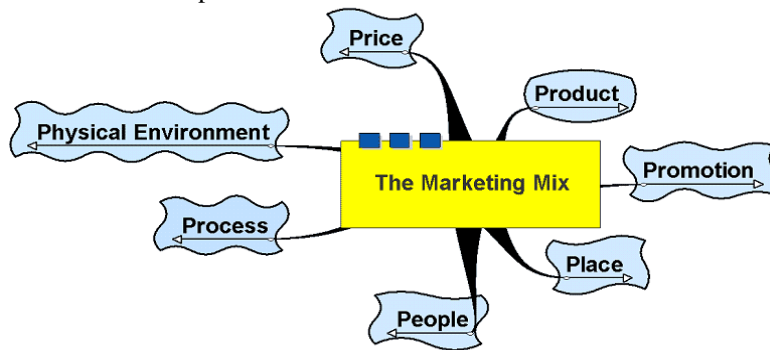 Price
Product
Physical Environment
The Marketing Mix
Promotion
Process
Place
People